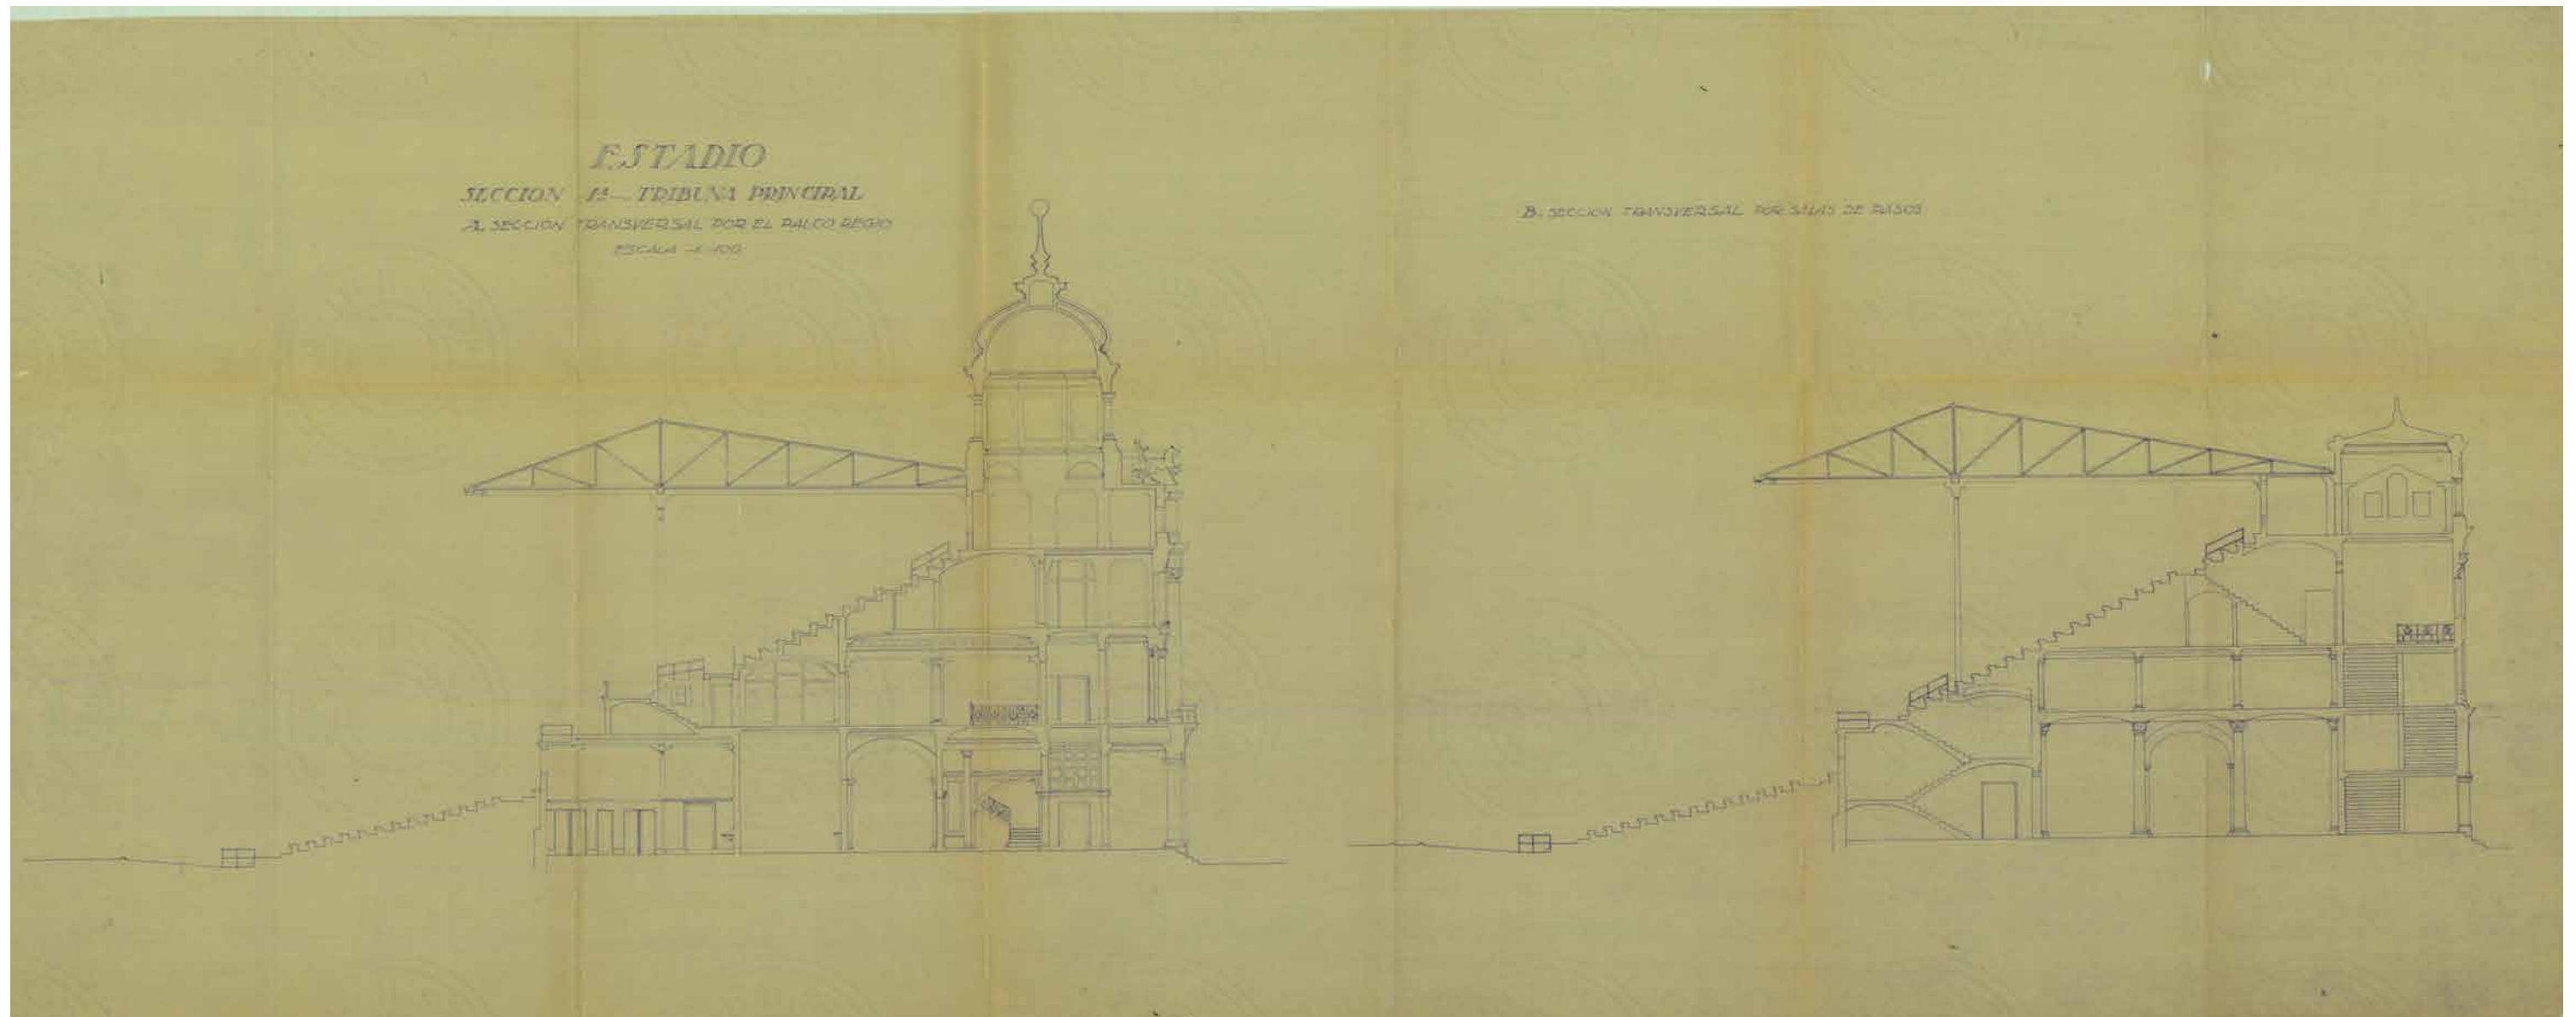 ESTADIO
SECCION 1ª - TRIBUNA PRINCIPAL
A. SECCION TRANSVERSAL POR EL PALCO REGIO
ESCALA - 1-100
B. SECCION TRANSVERSAL POR SALAS DE PASOS